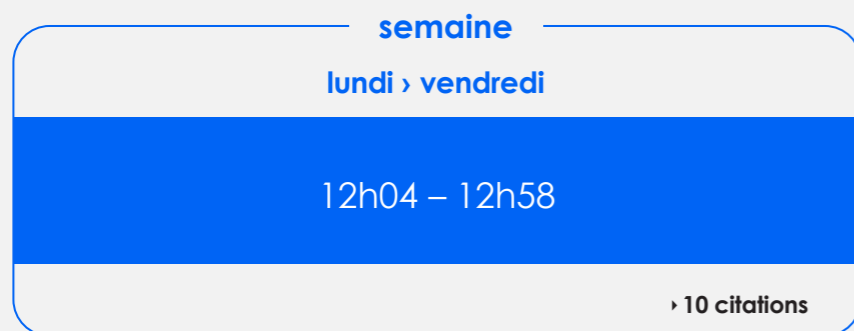 semaine
lundi › vendredi
12h04 – 12h58
‣ 10 citations